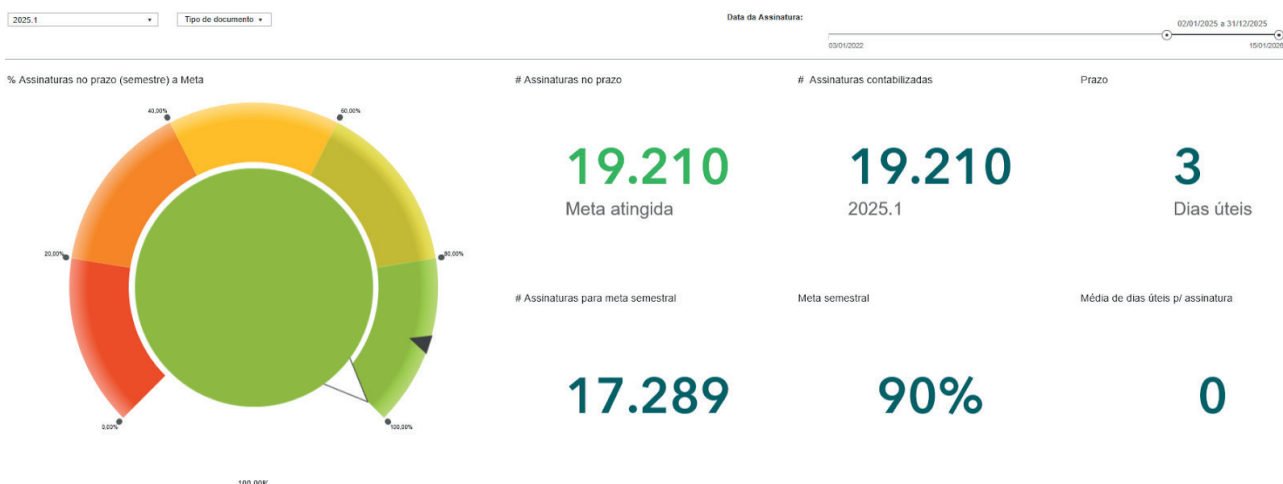 2025.1
Tipo de documento
Data da Assinatura:
02/01/2025 a 31/12/2025
03/01/2022
15/01/2026
% Assinaturas no prazo (semestre) a Meta
# Assinaturas no prazo
# Assinaturas contabilizadas
Prazo
40,00%
60,00%
20,00%
80,00%
0,00%
100,00%
100,00%
19.210
Meta atingida
19.210
2025.1
3
Dias úteis
# Assinaturas para meta semestral
Meta semestral
Média de dias úteis p/ assinatura
17.289
90%
0